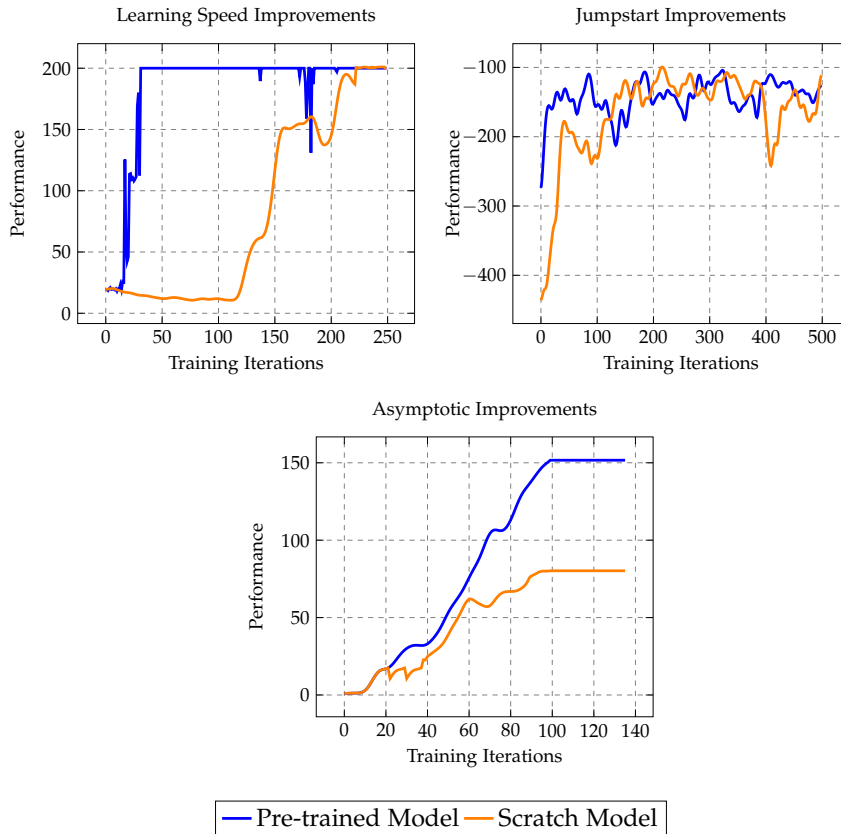 Learning Speed Improvements
200
150
100
50
0
Performance
0 50 100 150 200 250
Training Iterations
Jumpstart Improvements
−100
−200
−300
−400
Performance
0 100 200 300 400 500
Training Iterations
Asymptotic Improvements
150
100
50
0
Performance
0 20 40 60 80 100 120 140
Training Iterations
Pre-trained Model Scratch Model